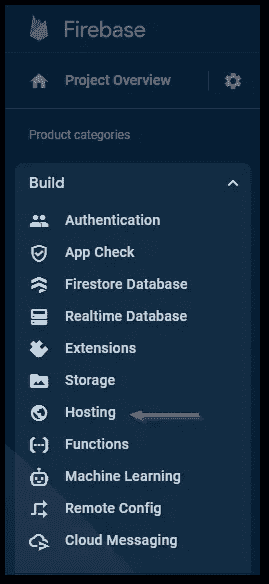 Firebase
Project Overview
Product categories
Build
Authentication
App Check
Firestore Database
Realtime Database
Extensions
Storage
Hosting
Functions
Machine Learning
Remote Config
Cloud Messaging